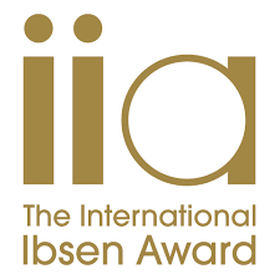 iia
The International
Ibsen Award